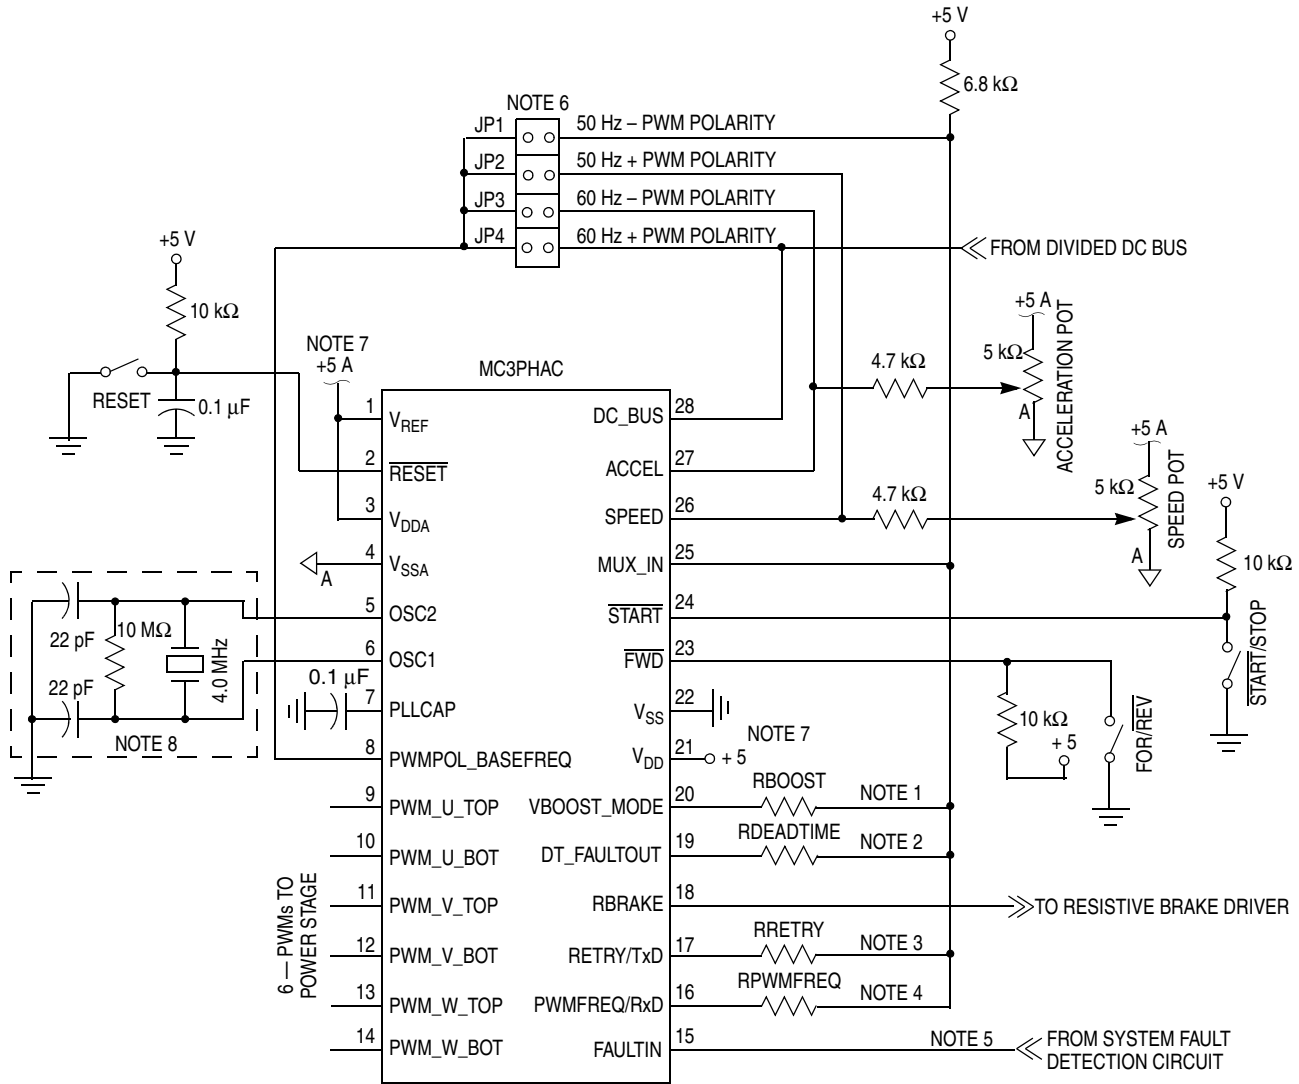 +5 V
6.8 kΩ
NOTE 6
JP1
50 Hz – PWM POLARITY
JP2
50 Hz + PWM POLARITY
JP3
60 Hz – PWM POLARITY
JP4
60 Hz + PWM POLARITY
FROM DIVIDED DC BUS
+5 V
10 kΩ
RESET
0.1 µF
NOTE 7
+5 A
MC3PHAC
+5 A
5 kΩ
A
ACCELERATION POT
4.7 kΩ
+5 A
5 kΩ
A
SPEED POT
4.7 kΩ
+5 V
10 kΩ
START/STOP
1
VREF
2
RESET
3
VDDA
4
VSSA
A
5
OSC2
6
OSC1
7
PLLCAP
0.1 µF
8
PWMPOL_BASEFREQ
9
PWM_U_TOP
10
PWM_U_BOT
11
PWM_V_TOP
12
PWM_V_BOT
13
PWM_W_TOP
14
PWM_W_BOT
22 pF
10 MΩ
4.0 MHz
22 pF
NOTE 8
6 — PWMs TO
POWER STAGE
DC_BUS
28
ACCEL
27
SPEED
26
MUX_IN
25
START
24
FWD
23
VSS
22
VDD
21
+ 5
NOTE 7
10 kΩ
+ 5
FOR/REV
VBOOST_MODE
20
RBOOST
NOTE 1
DT_FAULTOUT
19
RDEADTIME
NOTE 2
RBRAKE
18
TO RESISTIVE BRAKE DRIVER
RETRY/TxD
17
RRETRY
NOTE 3
PWMFREQ/RxD
16
RPWMFREQ
NOTE 4
FAULTIN
15
NOTE 5
FROM SYSTEM FAULT
DETECTION CIRCUIT